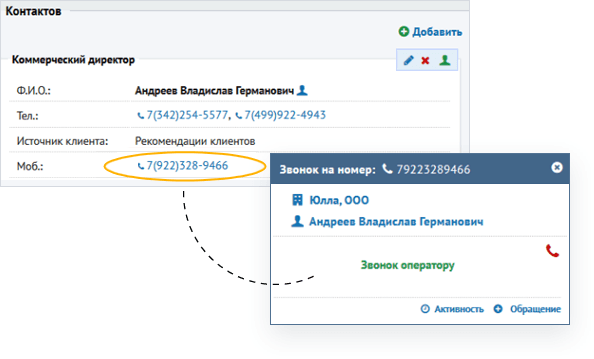 Контактов
Добавить
Коммерческий директор
Ф.И.О.: Андреев Владислав Германович
Тел.: 7(342)254-5577, 7(499)922-4943
Источник клиента: Рекомендации клиентов
Моб.: 7(922)328-9466
Звонок на номер: 79223289466
Юлла, ООО
Андреев Владислав Германович
Звонок оператору
Активность Обращение